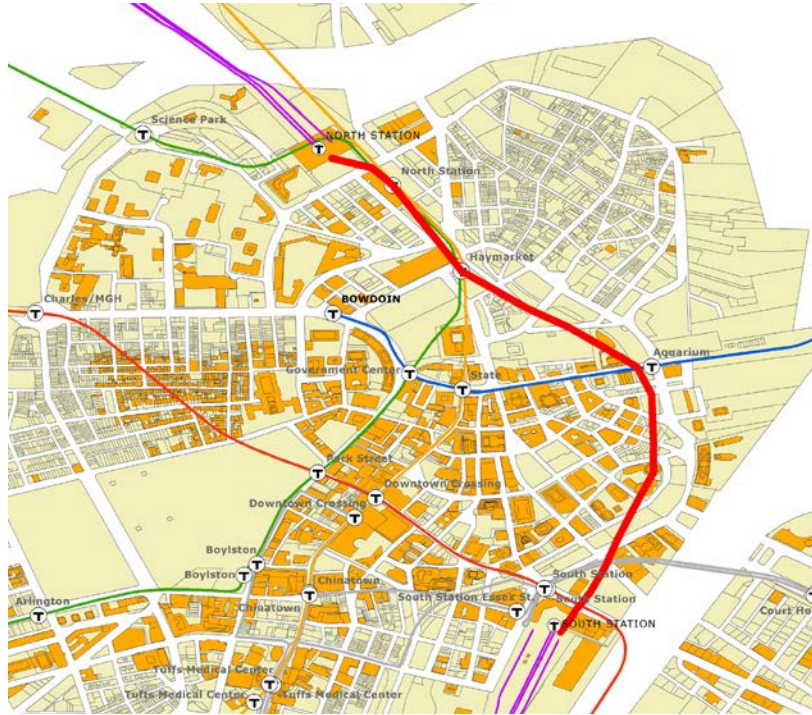 Science Park
NORTH STATION
North Station
Haymarket
Charles/MGH
BOWDOIN
Aquarium
Government Center
State
Park Street
Downtown Crossing
Downtown Crossing
Boylston
Boylston
Chinatown
South Station
Arlington
Chinatown
South Station Essex St.
South Station
Court Ho
SOUTH STATION
Tufts Medical Center
Tufts Medical Center
Tufts Medical Center